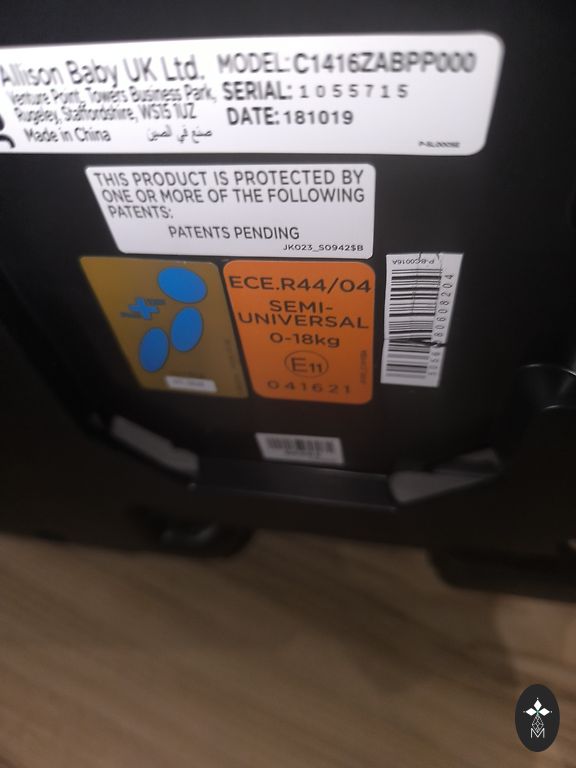 Allison Baby UK Ltd.
Venture Point, Towers Business Park,
Rugeley, Staffordshire, WS15 1UZ
Made in China صنع في الصين
MODEL:C1416ZABPP000
SERIAL: 1055715
DATE:181019
P-SL0005E
THIS PRODUCT IS PROTECTED BY
ONE OR MORE OF THE FOLLOWING
PATENTS:
PATENTS PENDING
JK023_S0942$B
ECE.R44/04
SEMI-
UNIVERSAL
0-18kg
E11
041621
P-BC0016A
M